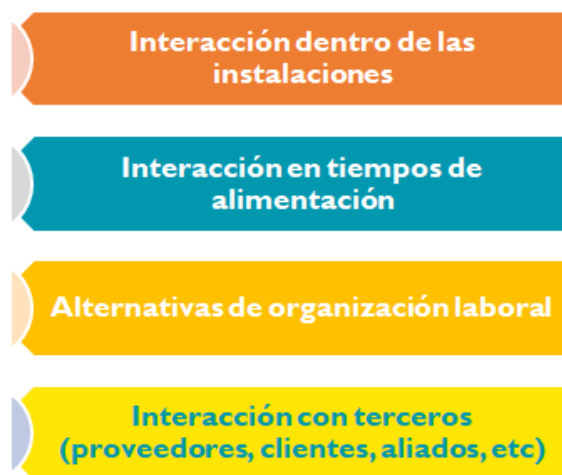 Interacción dentro de las
instalaciones
Interacción en tiempos de
alimentación
Alternativas de organización laboral
Interacción con terceros
(proveedores, clientes, aliados, etc)